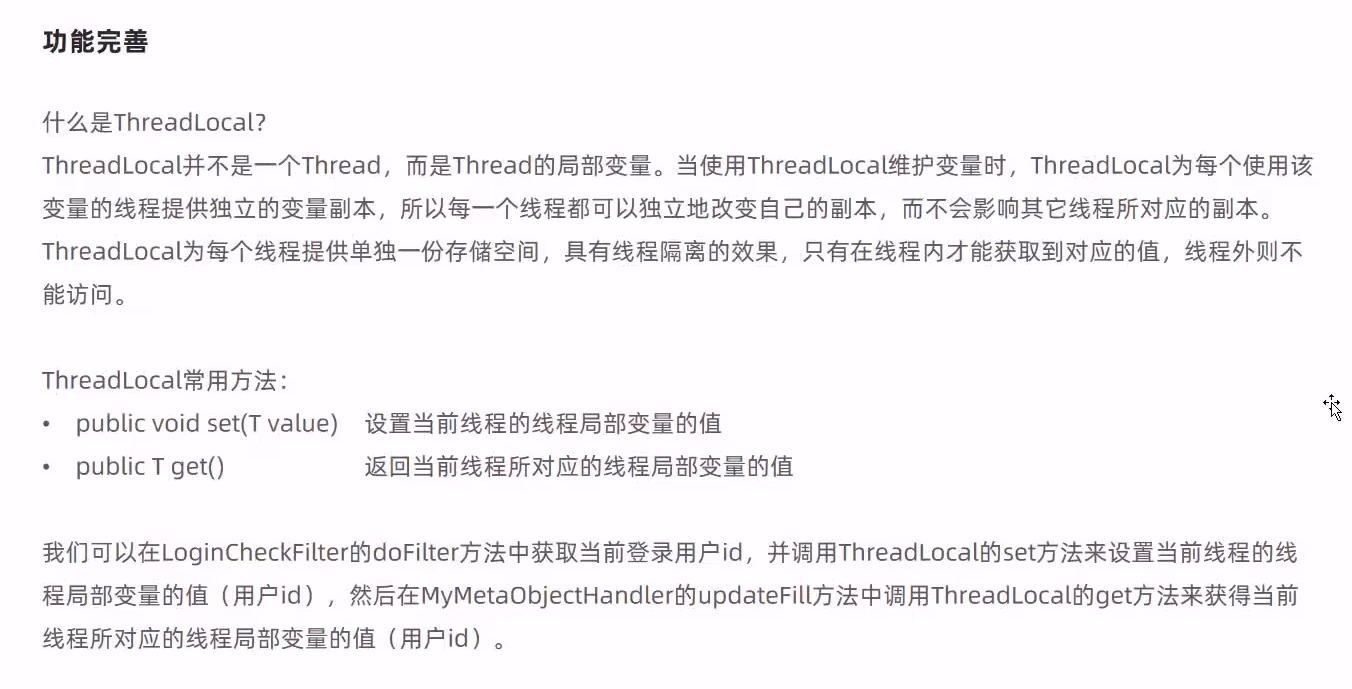 功能完善
什么是ThreadLocal?
ThreadLocal并不是一个Thread，而是Thread的局部变量。当使用ThreadLocal维护变量时，ThreadLocal为每个使用该
变量的线程提供独立的变量副本，所以每一个线程都可以独立地改变自己的副本，而不会影响其它线程所对应的副本。
ThreadLocal为每个线程提供单独一份存储空间，具有线程隔离的效果，只有在线程内才能获取到对应的值，线程外则不
能访问。
ThreadLocal常用方法：
• public void set(T value) 设置当前线程的线程局部变量的值
• public T get() 返回当前线程所对应的线程局部变量的值
我们可以在LoginCheckFilter的doFilter方法中获取当前登录用户id，并调用ThreadLocal的set方法来设置当前线程的线
程局部变量的值（用户id），然后在MyMetaObjectHandler的updateFill方法中调用ThreadLocal的get方法来获得当前
线程所对应的线程局部变量的值（用户id）。